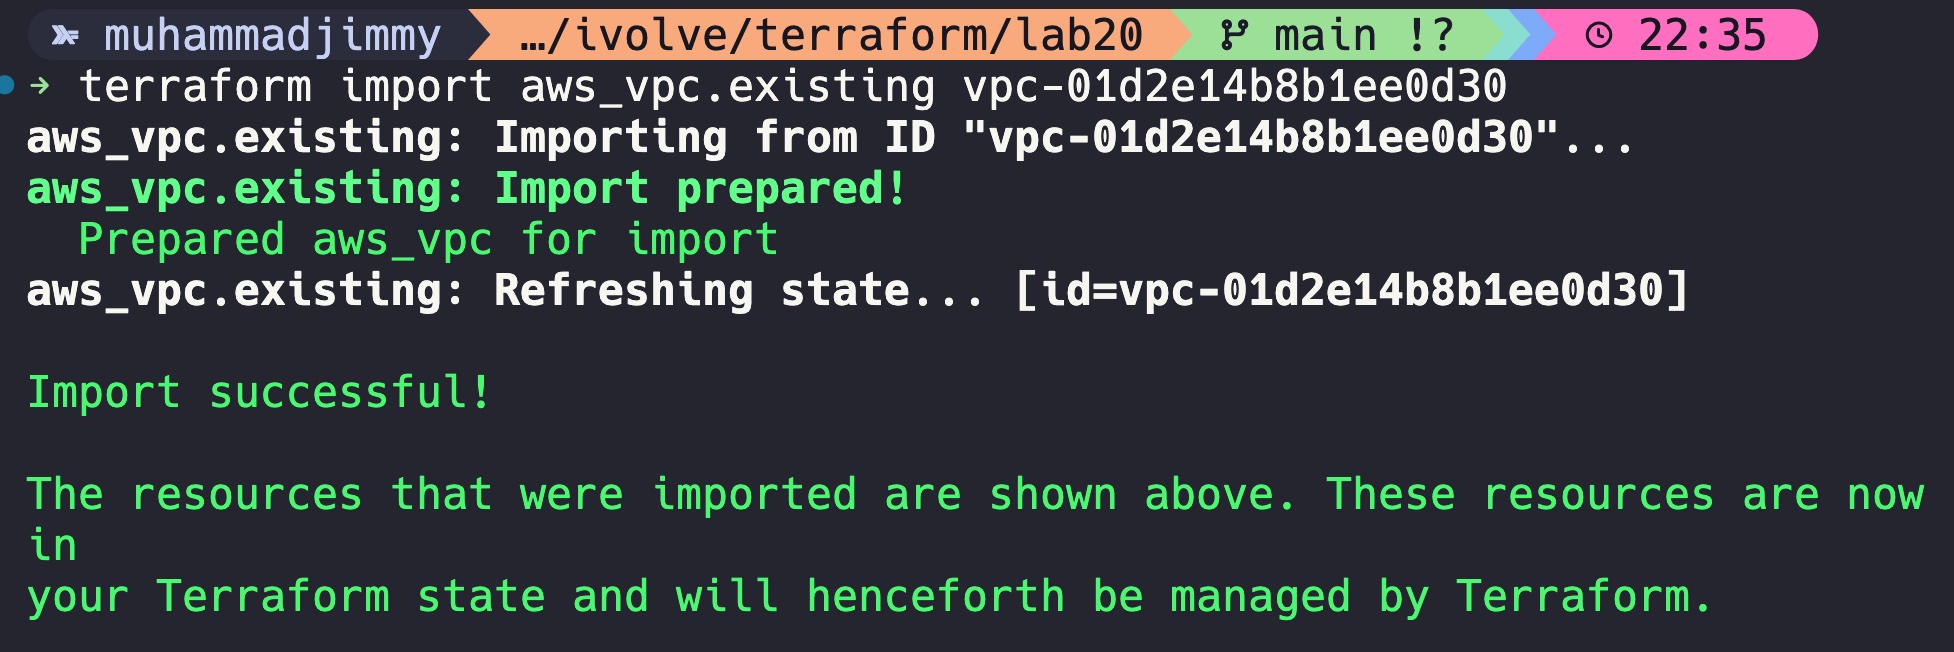 muhammadjimmy …/ivolve/terraform/lab20 main !? 22:35
→ terraform import aws_vpc.existing vpc-01d2e14b8b1ee0d30
aws_vpc.existing: Importing from ID "vpc-01d2e14b8b1ee0d30"...
aws_vpc.existing: Import prepared!
  Prepared aws_vpc for import
aws_vpc.existing: Refreshing state... [id=vpc-01d2e14b8b1ee0d30]
Import successful!
The resources that were imported are shown above. These resources are now
in
your Terraform state and will henceforth be managed by Terraform.